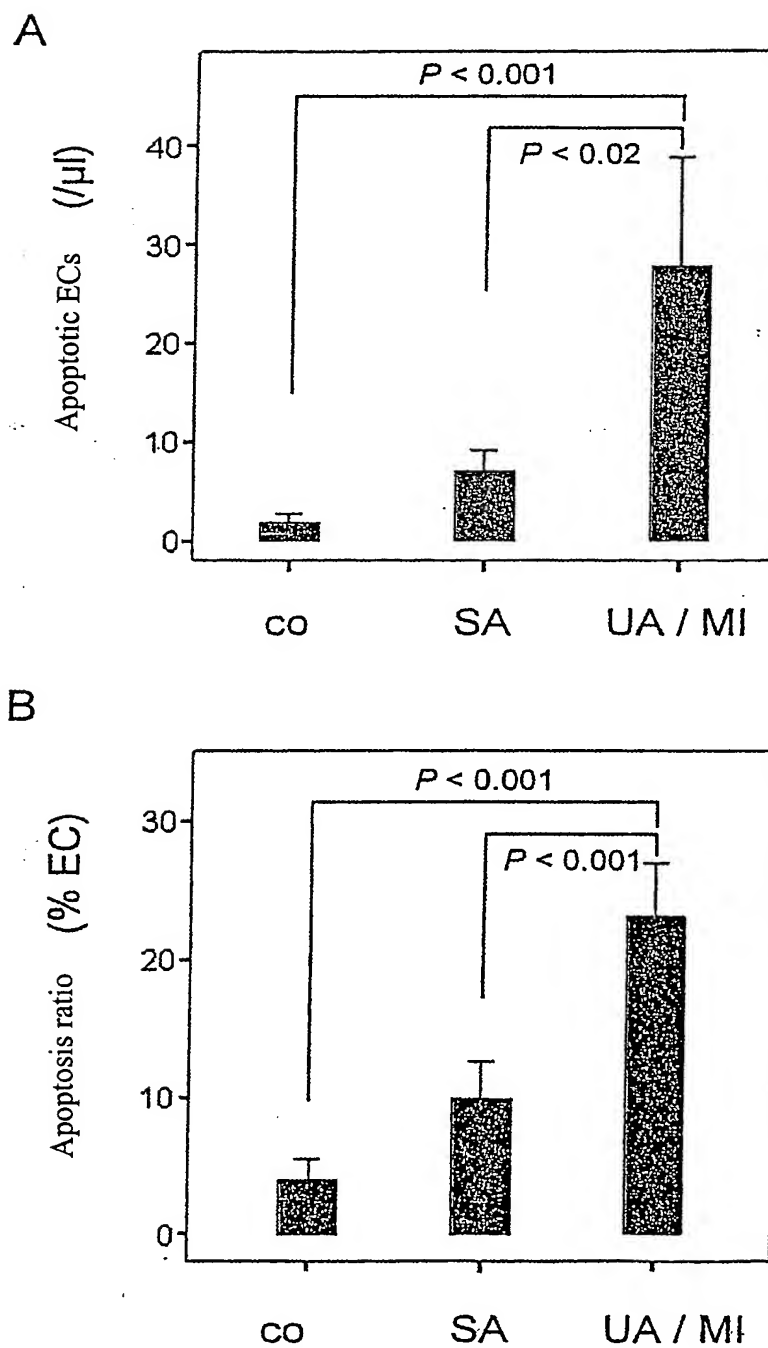 A
P < 0.001
P < 0.02
Apoptotic ECs (/µl)
40
30
20
10
0
co SA UA / MI
B
P < 0.001
P < 0.001
Apoptosis ratio (% EC)
30
20
10
0
co SA UA / MI